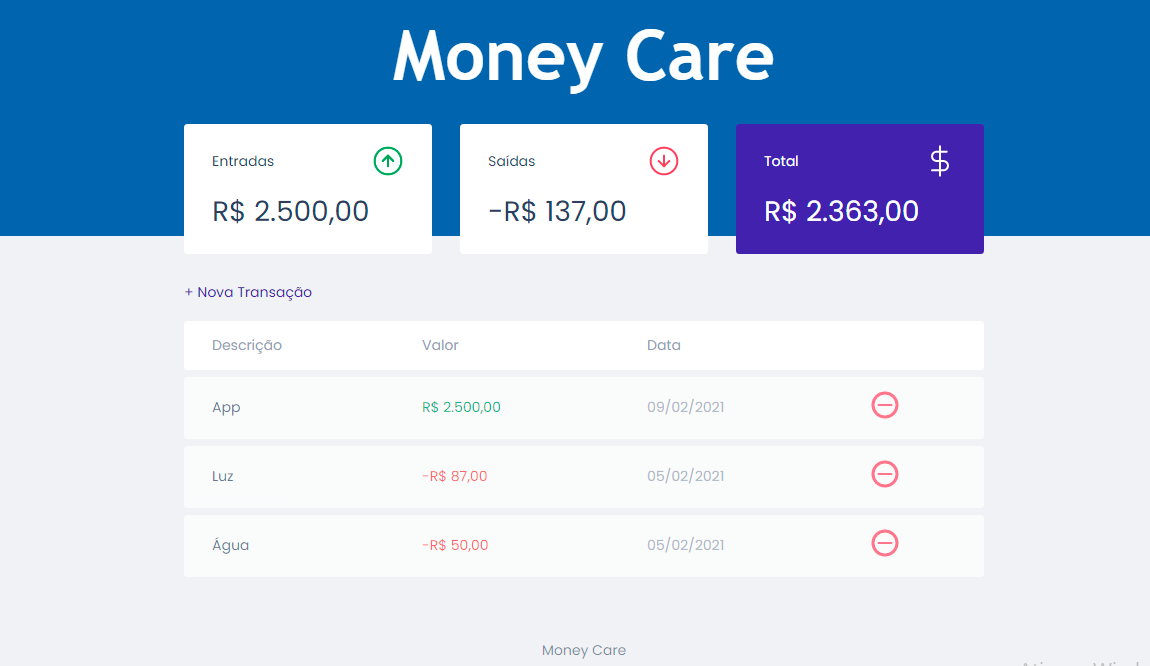 Money Care
Entradas
R$ 2.500,00
Saídas
-R$ 137,00
Total
$
R$ 2.363,00
+ Nova Transação
Descrição Valor Data
App R$ 2.500,00 09/02/2021
Luz -R$ 87,00 05/02/2021
Água -R$ 50,00 05/02/2021
Money Care